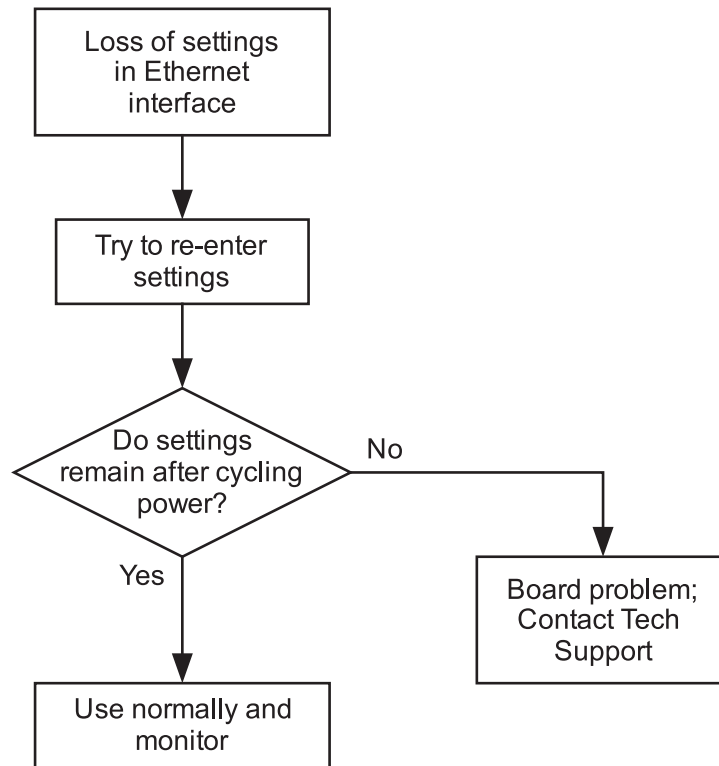 Loss of settings
in Ethernet
interface
Try to re-enter
settings
Do settings
remain after cycling
power?
No
Yes
Board problem;
Contact Tech
Support
Use normally and
monitor